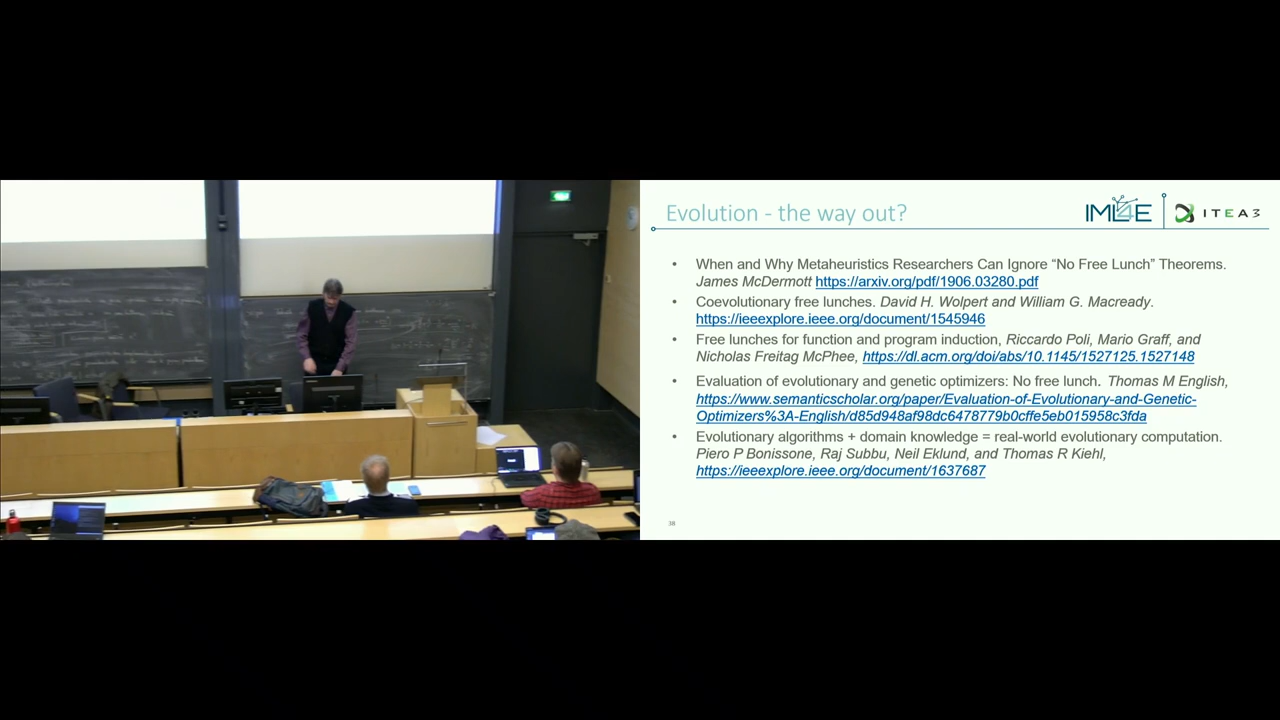 Evolution - the way out?
IML4E
ITEA3
• When and Why Metaheuristics Researchers Can Ignore “No Free Lunch” Theorems.
James McDermott https://arxiv.org/pdf/1906.03280.pdf
• Coevolutionary free lunches. David H. Wolpert and William G. Macready.
https://ieeexplore.ieee.org/document/1545946
• Free lunches for function and program induction, Riccardo Poli, Mario Graff, and
Nicholas Freitag McPhee, https://dl.acm.org/doi/abs/10.1145/1527125.1527148
• Evaluation of evolutionary and genetic optimizers: No free lunch. Thomas M English,
https://www.semanticscholar.org/paper/Evaluation-of-Evolutionary-and-Genetic-
Optimizers%3A-English/d85d948af98dc6478779b0cffe5eb015958c3fda
• Evolutionary algorithms + domain knowledge = real-world evolutionary computation.
Piero P Bonissone, Raj Subbu, Neil Eklund, and Thomas R Kiehl,
https://ieeexplore.ieee.org/document/1637687
38